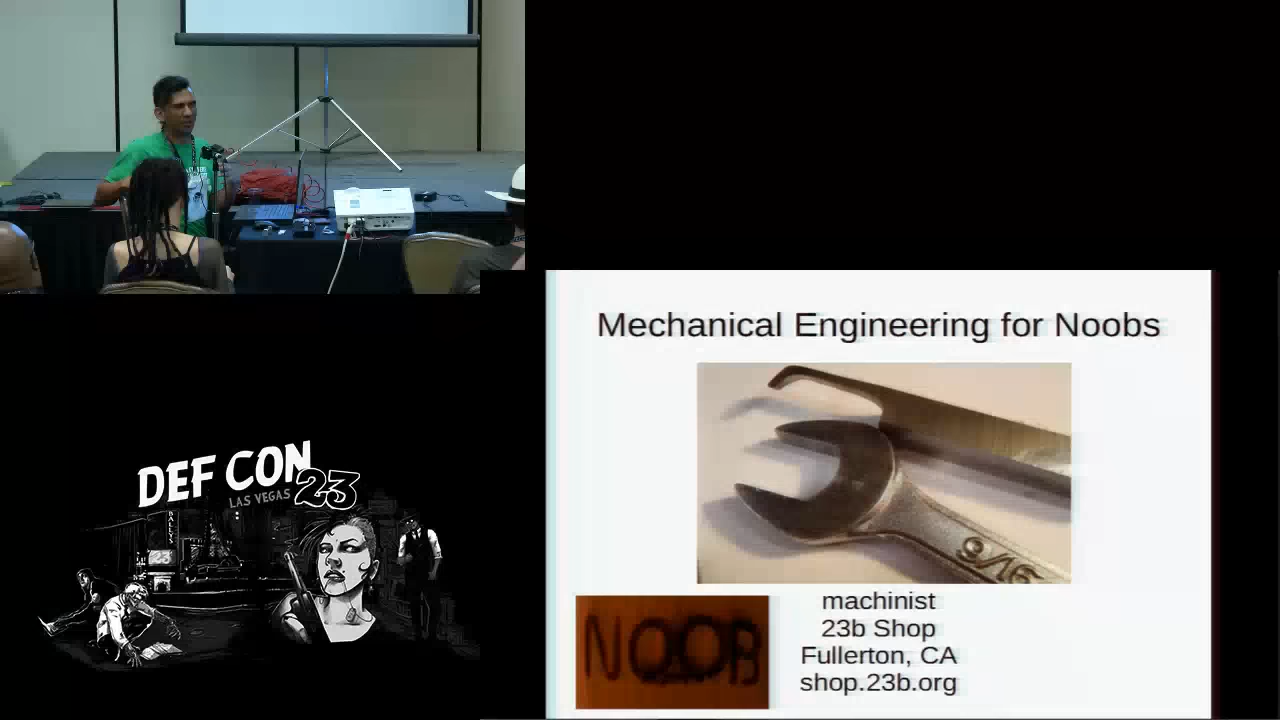 Mechanical Engineering for Noobs
9/16
NOOB
machinist
23b Shop
Fullerton, CA
shop.23b.org
DEF CON
LAS VEGAS 23
BALLYS